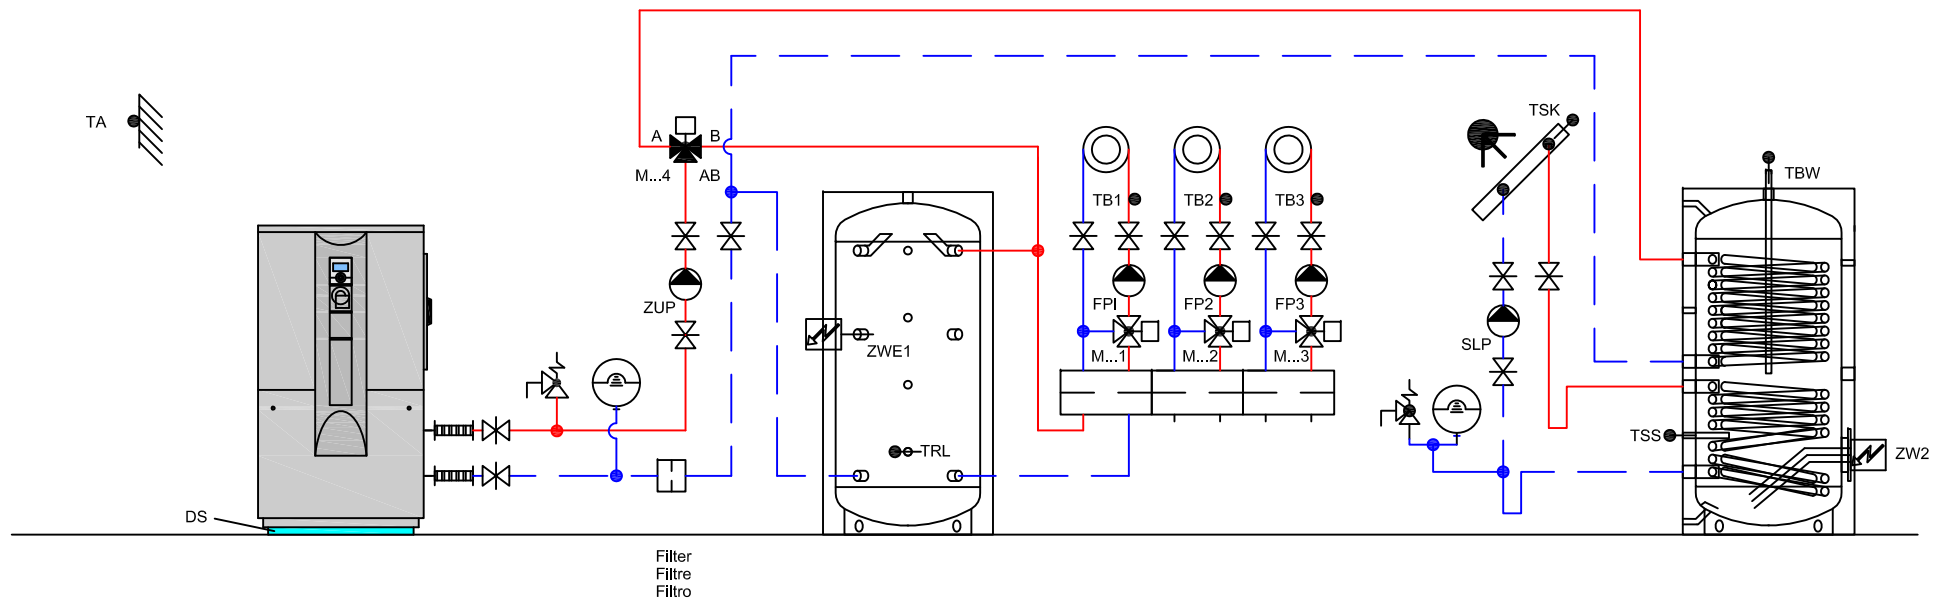 TA
A
B
M...4
AB
ZUP
ZWE1
TRL
TB1
TB2
TB3
FPI
FP2
FP3
M...1
M...2
M...3
TSK
SLP
TBW
TSS
ZW2
DS
Filter
Filtre
Filtro